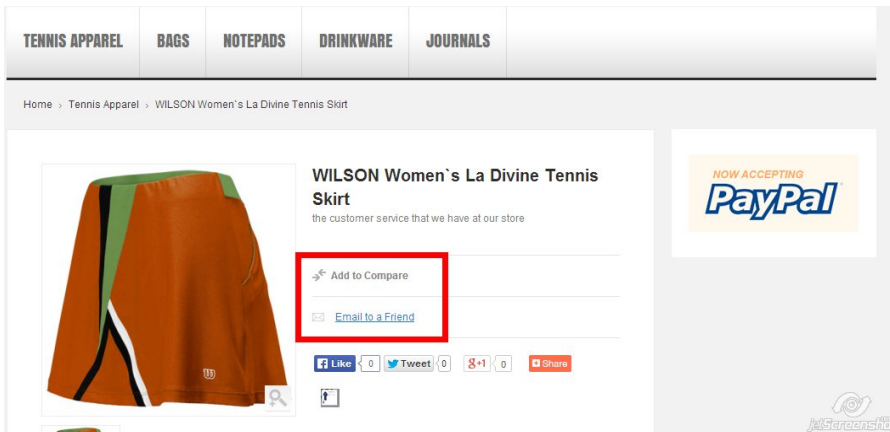 TENNIS APPAREL BAGS NOTEPADS DRINKWARE JOURNALS
Home › Tennis Apparel › WILSON Women`s La Divine Tennis Skirt
WILSON Women`s La Divine Tennis
Skirt
the customer service that we have at our store
Add to Compare
Email to a Friend
Like 0 Tweet 0 g+1 0 Share
NOW ACCEPTING
PayPal